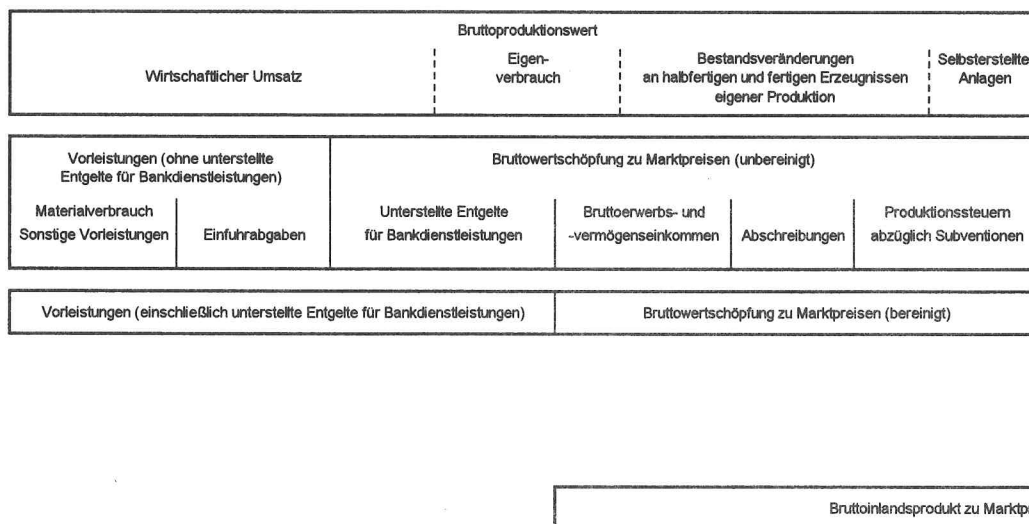 Bruttoproduktionswert
Wirtschaftlicher Umsatz
Eigen-
verbrauch
Bestandsveränderungen
an halbfertigen und fertigen Erzeugnissen
eigener Produktion
Selbsterstellte
Anlagen
Vorleistungen (ohne unterstellte
Entgelte für Bankdienstleistungen)
Bruttowertschöpfung zu Marktpreisen (unbereinigt)
Materialverbrauch
Sonstige Vorleistungen
Einfuhrabgaben
Unterstellte Entgelte
für Bankdienstleistungen
Bruttoerwerbs- und
-vermögenseinkommen
Abschreibungen
Produktionssteuern
abzüglich Subventionen
Vorleistungen (einschließlich unterstellte Entgelte für Bankdienstleistungen)
Bruttowertschöpfung zu Marktpreisen (bereinigt)
Bruttoinlandsprodukt zu Marktpr